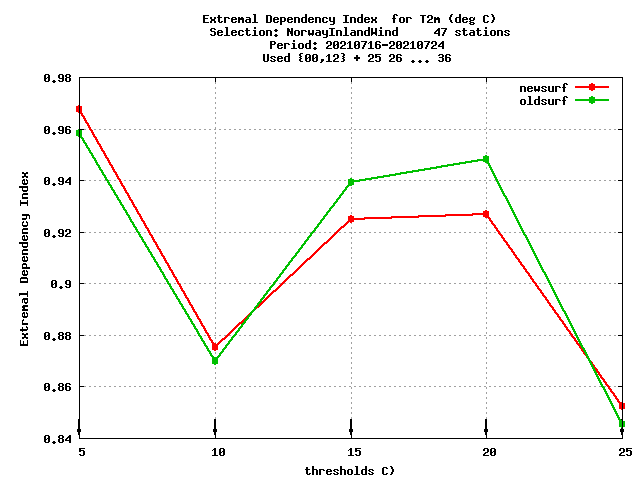 Extremal Dependency Index  for T2m (deg C)
Selection: NorwayInlandWind     47 stations
Period: 20210716-20210724
Used {00,12} + 25 26 ... 36
newsurf
oldsurf
0.98
0.96
0.94
0.92
0.9
0.88
0.86
0.84
Extremal Dependency Index
5 10 15 20 25
thresholds C)